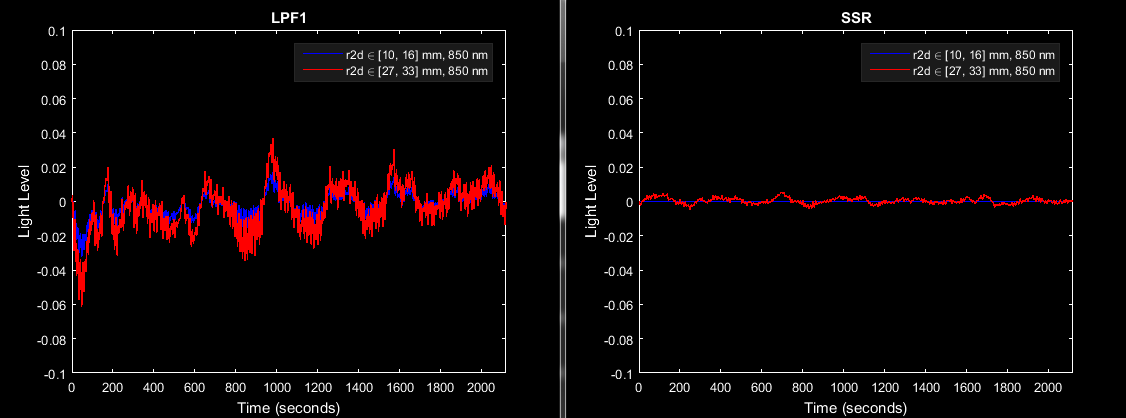 LPF1
0.1
0.08
0.06
0.04
0.02
0
-0.02
-0.04
-0.06
-0.08
-0.1
Light Level
r2d ∈ [10, 16] mm, 850 nm
r2d ∈ [27, 33] mm, 850 nm
0 200 400 600 800 1000 1200 1400 1600 1800 2000
Time (seconds)
SSR
0.1
0.08
0.06
0.04
0.02
0
-0.02
-0.04
-0.06
-0.08
-0.1
Light Level
r2d ∈ [10, 16] mm, 850 nm
r2d ∈ [27, 33] mm, 850 nm
0 200 400 600 800 1000 1200 1400 1600 1800 2000
Time (seconds)